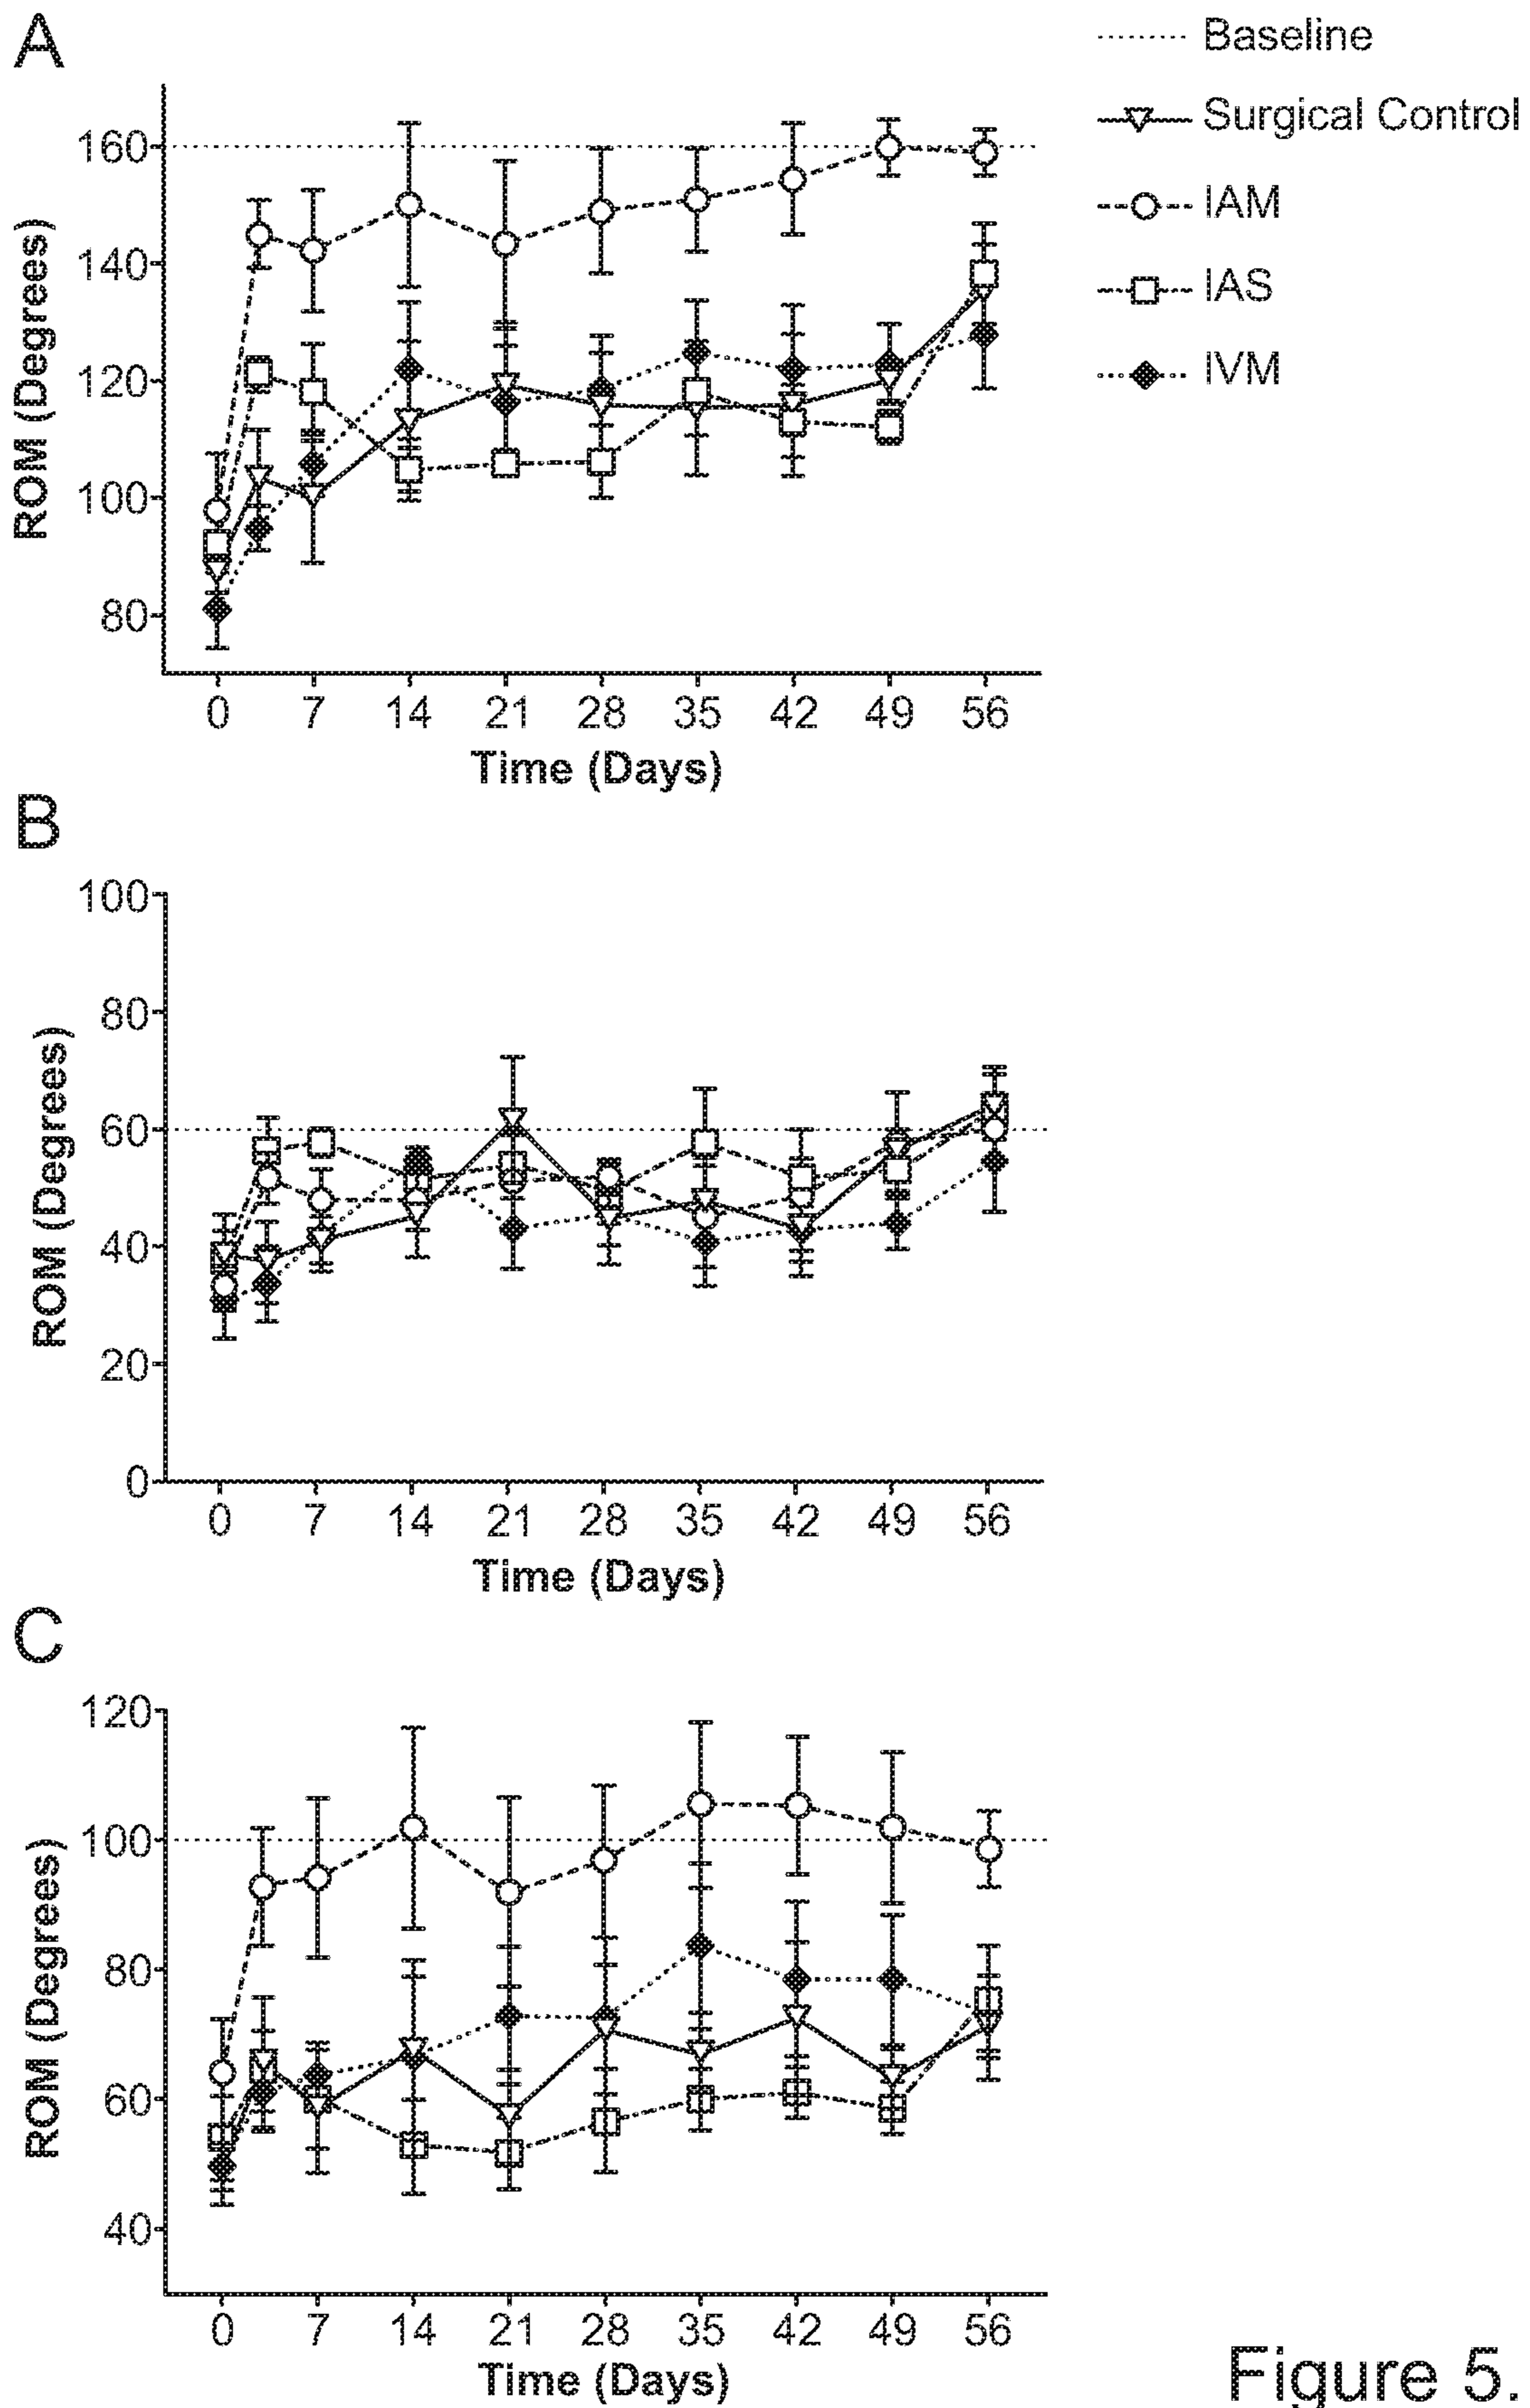 A
Baseline
Surgical Control
IAM
IAS
IVM
ROM (Degrees)
160
140
120
100
80
0 7 14 21 28 35 42 49 56
Time (Days)
B
ROM (Degrees)
100
80
60
40
20
0
0 7 14 21 28 35 42 49 56
Time (Days)
C
ROM (Degrees)
120
100
80
60
40
0 7 14 21 28 35 42 49 56
Time (Days)
Figure 5.